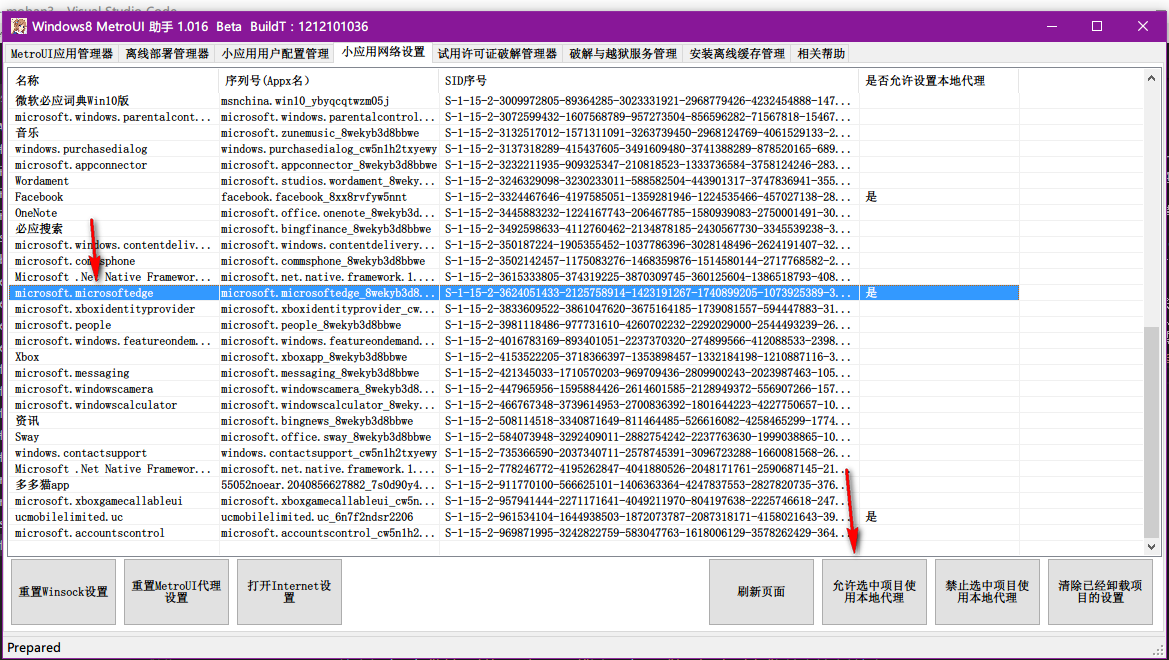 Windows8 MetroUI 助手 1.016 Beta BuildT : 1212101036
MetroUI应用管理器 离线部署管理器 小应用用户配置管理 小应用网络设置 试用许可证破解管理器 破解与越狱服务管理 安装离线缓存管理 相关帮助
名称 序列号(Appx名) SID序号 是否允许设置本地代理
微软必应词典Win10版 msnchina.win10_ybyqcqtwzm05j S-1-15-2-3009972805-89364285-3023331921-2968779426-4232454888-147...
microsoft.windows.parentalcont... microsoft.windows.parentalcontrol... S-1-15-2-3072599432-1607568789-957273504-856596282-71567818-15467...
音乐 microsoft.zunemusic_8wekyb3d8bbwe S-1-15-2-3132517012-1571311091-3263739450-2968124769-4061529133-2...
windows.purchasedialog windows.purchasedialog_cw5n1h2txyewy S-1-15-2-3137318289-415437605-3491609480-3741388289-878520165-689...
microsoft.appconnector microsoft.appconnector_8wekyb3d8bbwe S-1-15-2-3232211935-909325347-210818523-1333736584-3758124246-283...
Wordament microsoft.studios.wordament_8weky... S-1-15-2-3246329098-3230233011-588582504-443901317-3747836941-355...
Facebook facebook.facebook_8xx8rvfyw5nnt S-1-15-2-3324467646-4197585051-1359281946-1224535466-457027138-28... 是
OneNote microsoft.office.onenote_8wekyb3d... S-1-15-2-3445883232-1224167743-206467785-1580939083-2750001491-30...
必应搜索 microsoft.bingfinance_8wekyb3d8bbwe S-1-15-2-3492598633-4112760462-2134878185-2430567730-3345539238-3...
microsoft.windows.contentdeliv... microsoft.windows.contentdelivery... S-1-15-2-350187224-1905355452-1037786396-3028148496-2624191407-32...
microsoft.commsphone microsoft.commsphone_8wekyb3d8bbwe S-1-15-2-3502142457-1175083276-1468359876-1514580144-2717768582-2...
Microsoft .Net Native Framewor... microsoft.net.native.framework.1.... S-1-15-2-3615333805-374319225-3870309745-360125604-1386518793-408...
microsoft.microsoftedge microsoft.microsoftedge_8wekyb3d8... S-1-15-2-3624051433-2125758914-1423191267-1740899205-1073925389-3... 是
microsoft.xboxidentityprovider microsoft.xboxidentityprovider_cw... S-1-15-2-3833609522-3861047620-3675164185-1739081557-594447883-31...
microsoft.people microsoft.people_8wekyb3d8bbwe S-1-15-2-3981118486-977731610-4260702232-2292029000-2544493239-26...
microsoft.windows.featureondem... microsoft.windows.featureondemand... S-1-15-2-4016783169-893401051-2237370320-274899566-412088533-2398...
Xbox microsoft.xboxapp_8wekyb3d8bbwe S-1-15-2-4153522205-3718366397-1353898457-1332184198-1210887116-3...
microsoft.messaging microsoft.messaging_8wekyb3d8bbwe S-1-15-2-421345033-1710570203-969709436-2809900243-2023987463-105...
microsoft.windowscamera microsoft.windowscamera_8wekyb3d8... S-1-15-2-447965956-1595884426-2614601585-2128949372-556907266-157...
microsoft.windowscalculator microsoft.windowscalculator_8weky... S-1-15-2-466767348-3739614953-2700836392-1801644223-4227750657-10...
资讯 microsoft.bingnews_8wekyb3d8bbwe S-1-15-2-508114518-3340871649-811464485-526616082-4258465299-1774...
Sway microsoft.office.sway_8wekyb3d8bbwe S-1-15-2-584073948-3292409011-2882754242-2237763630-1999038865-10...
windows.contactsupport windows.contactsupport_cw5n1h2txyewy S-1-15-2-735366590-2037340711-2578745391-3096723288-1660081568-26...
Microsoft .Net Native Framewor... microsoft.net.native.framework.1.... S-1-15-2-778246772-4195262847-4041880526-2048171761-2590687145-21...
多多猫app 55052noear.2040856627882_7s0d90y4... S-1-15-2-911770100-566625101-1406363364-4247837553-2827820735-376...
microsoft.xboxgamecallableui microsoft.xboxgamecallableui_cw5n... S-1-15-2-957941444-2271171641-4049211970-804197638-2225746618-247...
ucmobilelimited.uc ucmobilelimited.uc_6n7f2ndsr2206 S-1-15-2-961534104-1644938503-1872073787-2087318171-4158021643-39... 是
microsoft.accountscontrol microsoft.accountscontrol_cw5n1h2... S-1-15-2-969871995-3242822759-583047763-1618006129-3578262429-364...
重置Winsock设置 重置MetroUI代理 打开Internet设 刷新页面 允许选中项目使 禁止选中项目使 清除已经卸载项
设置 置 用本地代理 用本地代理 目的设置
Prepared